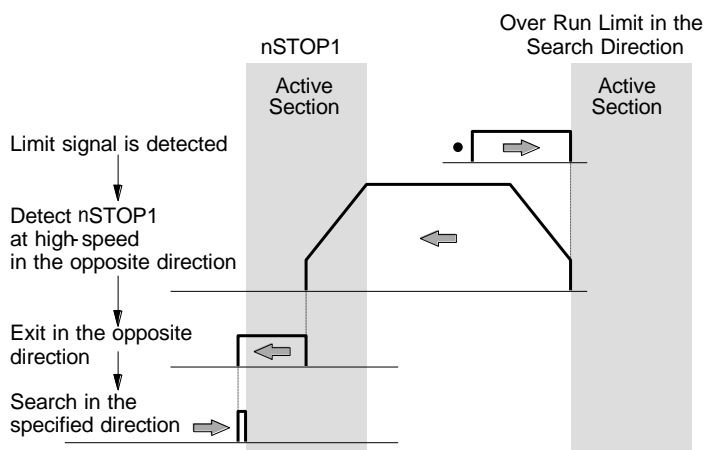 nSTOP1
Over Run Limit in the
Search Direction
Active
Section
Active
Section
Limit signal is detected
Detect nSTOP1
at high-speed
in the opposite direction
Exit in the opposite
direction
Search in the
specified direction